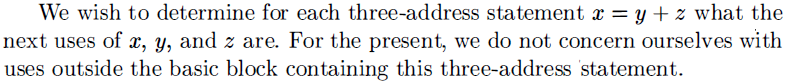 We wish to determine for each three-address statement x = y + z what the
next uses of x, y, and z are. For the present, we do not concern ourselves with
uses outside the basic block containing this three-address statement.